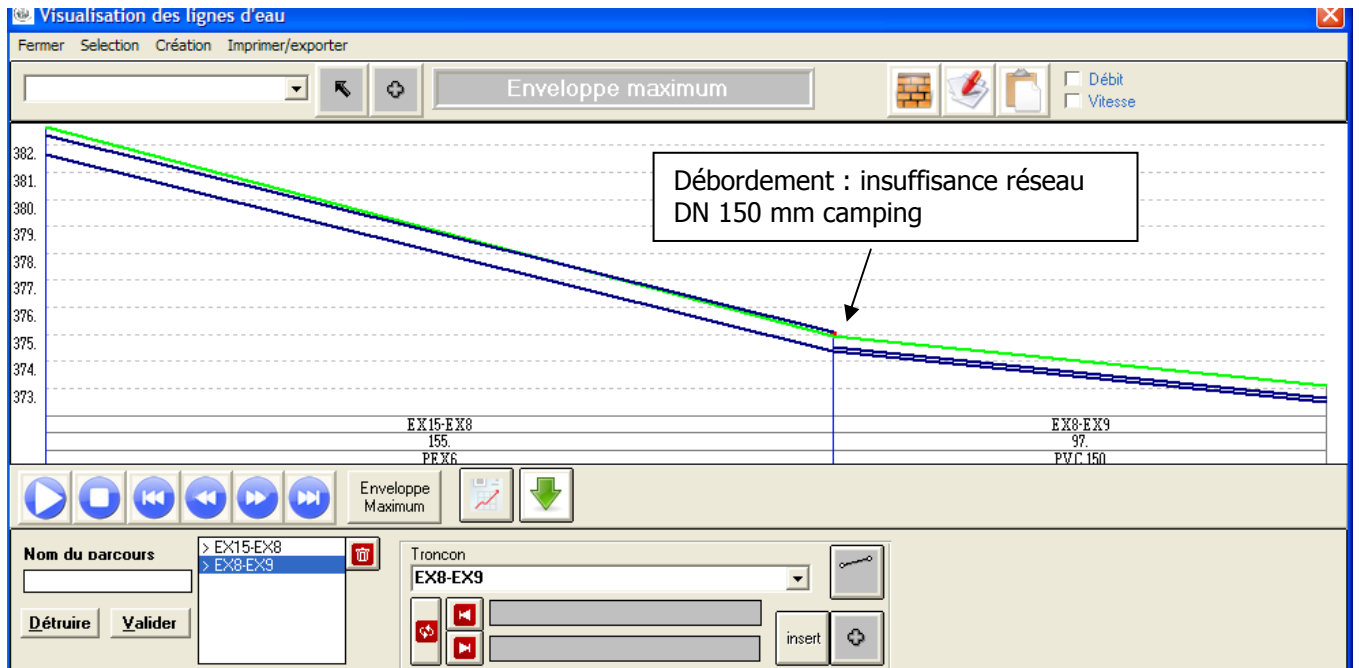 Visualisation des lignes d'eau
Fermer Selection Création Imprimer/exporter
Enveloppe maximum
Débit
Vitesse
382.
381.
380.
379.
378.
377.
376.
375.
374.
373.
Débordement : insuffisance réseau
DN 150 mm camping
EX15-EX8 EX8-EX9
155. 97.
PEX6 PVC 150
Enveloppe
Maximum
Nom du parcours
> EX15-EX8
> EX8-EX9
Détruire Valider
Troncon
EX8-EX9
insert